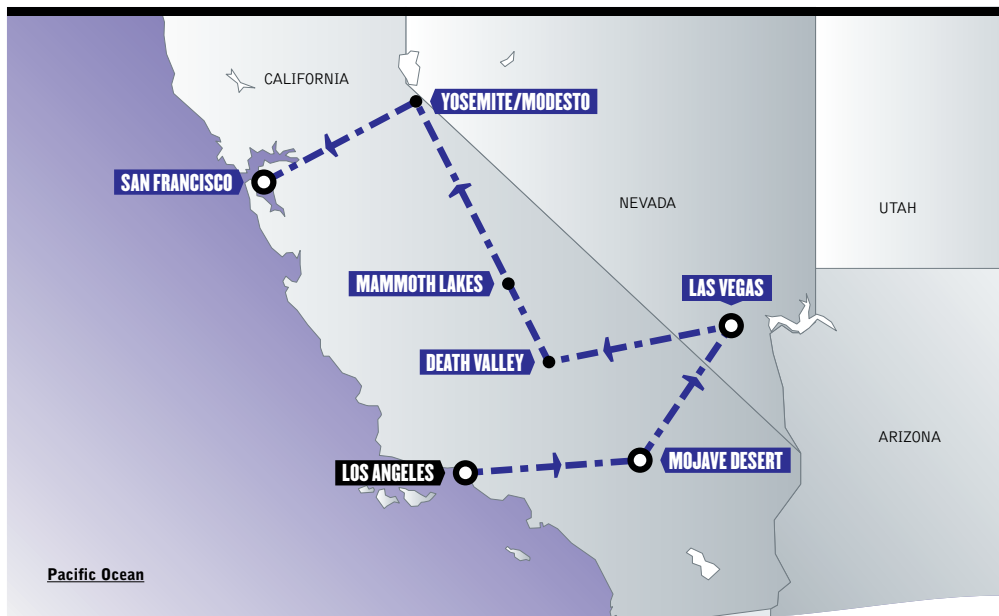 CALIFORNIA
YOSEMITE/MODESTO
SAN FRANCISCO
NEVADA
UTAH
MAMMOTH LAKES
LAS VEGAS
DEATH VALLEY
ARIZONA
LOS ANGELES
MOJAVE DESERT
Pacific Ocean